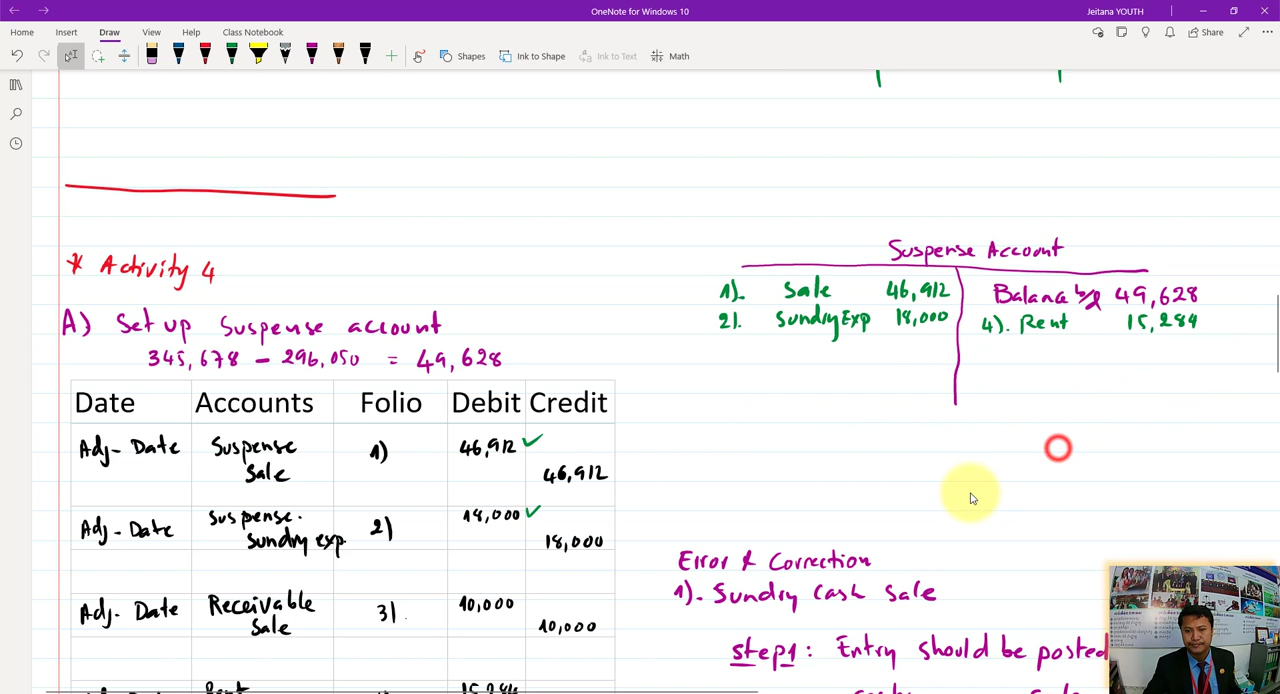 OneNote for Windows 10
Jeitana YOUTH
Home Insert Draw View Help Class Notebook
Share
Shapes Ink to Shape Ink to Text Math
* Activity 4
A) Set up Suspense account
345,678 - 296,050 = 49,628
Date Accounts Folio Debit Credit
Adj- Date Suspense 1) 46,912 ✓
Sale 46,912
Adj- Date Suspense. 2) 18,000 ✓
Sundry exp. 18,000
Adj- Date Receivable 3) 10,000
Sale 10,000
Rent 15,284
Suspense Account
1). Sale 46,912 Balance b/d 49,628
2). Sundry Exp 18,000 4). Rent 15,284
Error & Correction
1). Sundry Cash Sale
step1: Entry should be posted